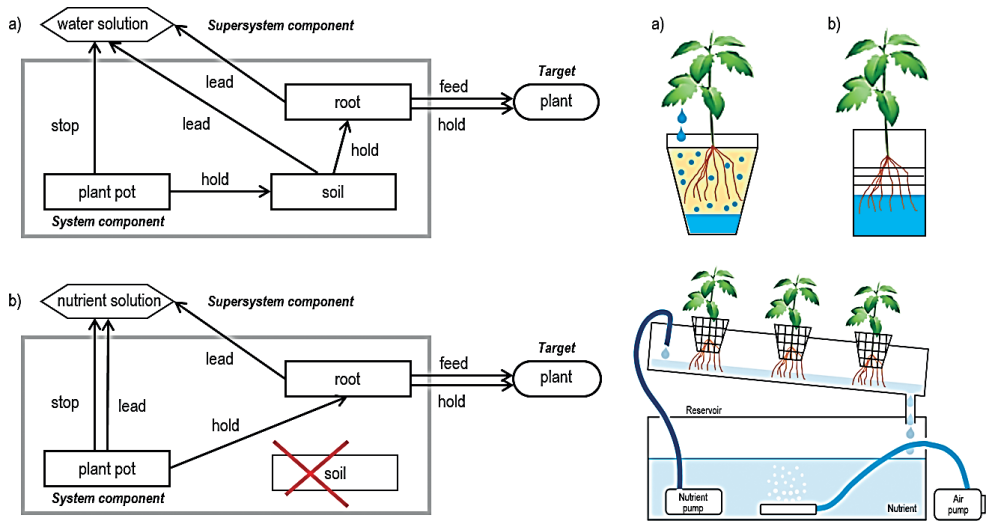 a)
water solution
Supersystem component
lead
root
feed
hold
Target
plant
stop
lead
hold
plant pot
hold
soil
System component
b)
nutrient solution
Supersystem component
lead
root
feed
hold
Target
plant
stop
lead
hold
plant pot
soil
System component
a)
b)
Reservoir
Nutrient
pump
Nutrient
Air
pump